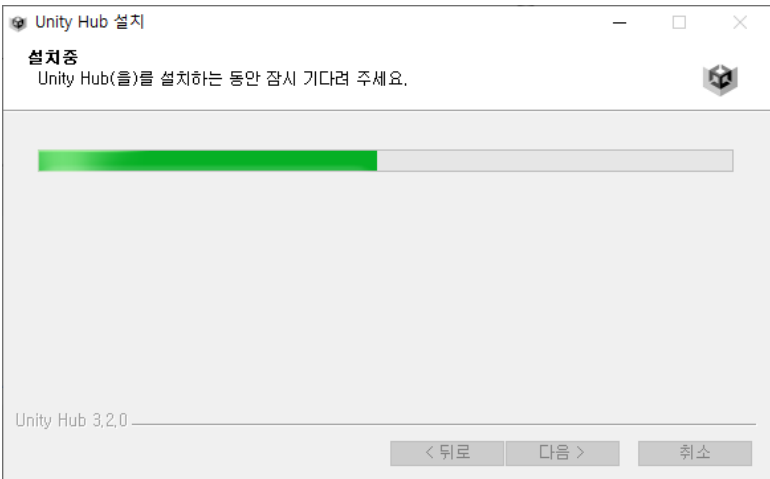 Unity Hub 설치
설치중
Unity Hub(을)를 설치하는 동안 잠시 기다려 주세요.
Unity Hub 3.2.0
< 뒤로 다음 > 취소